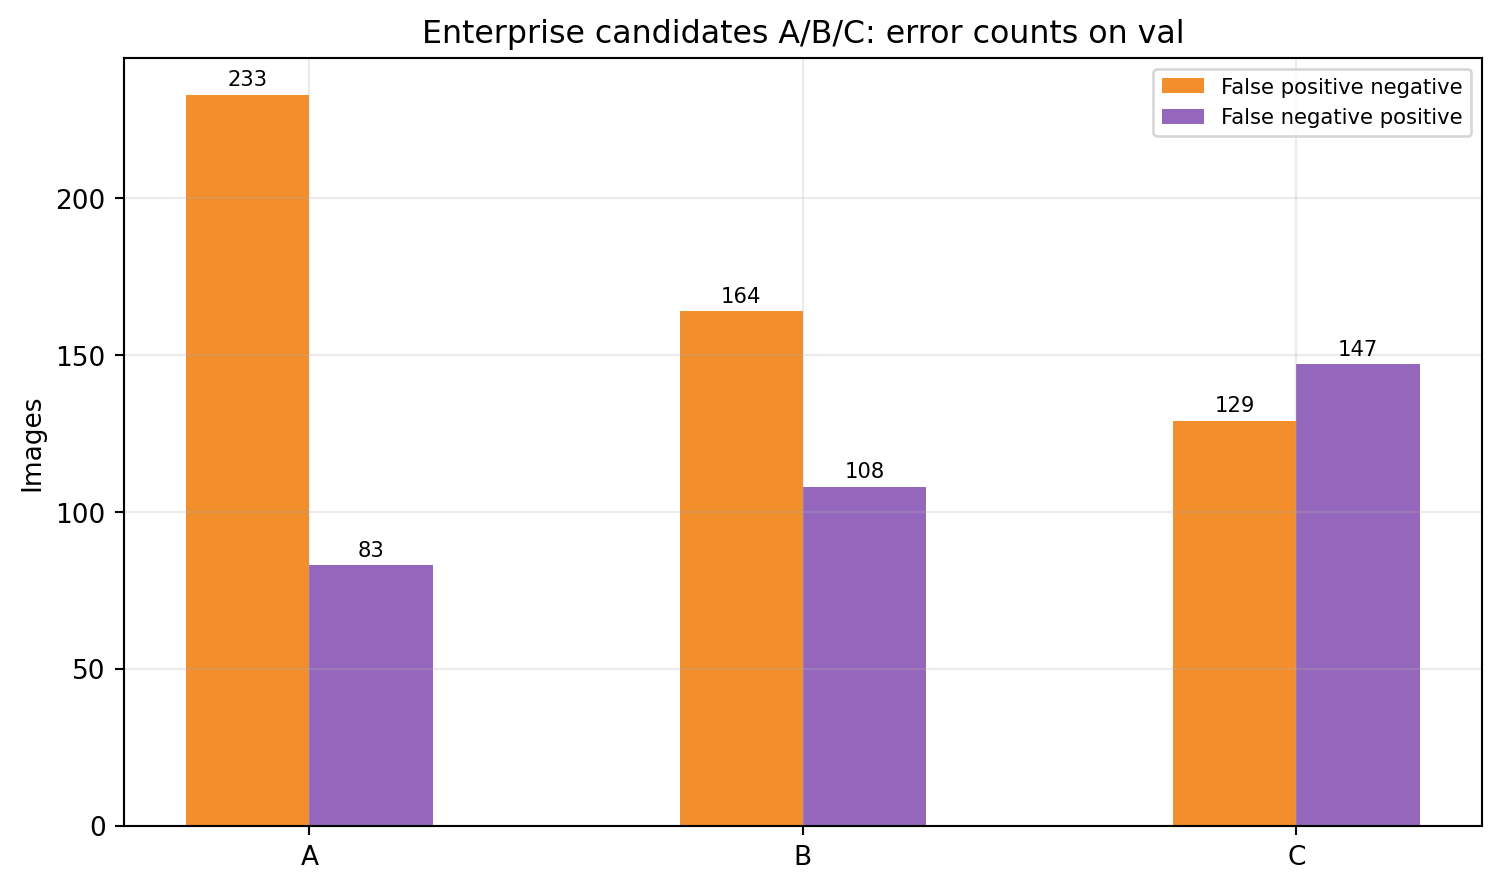 Enterprise candidates A/B/C: error counts on val
False positive negative
False negative positive
Images
200
150
100
50
0
233
83
164
108
129
147
A
B
C